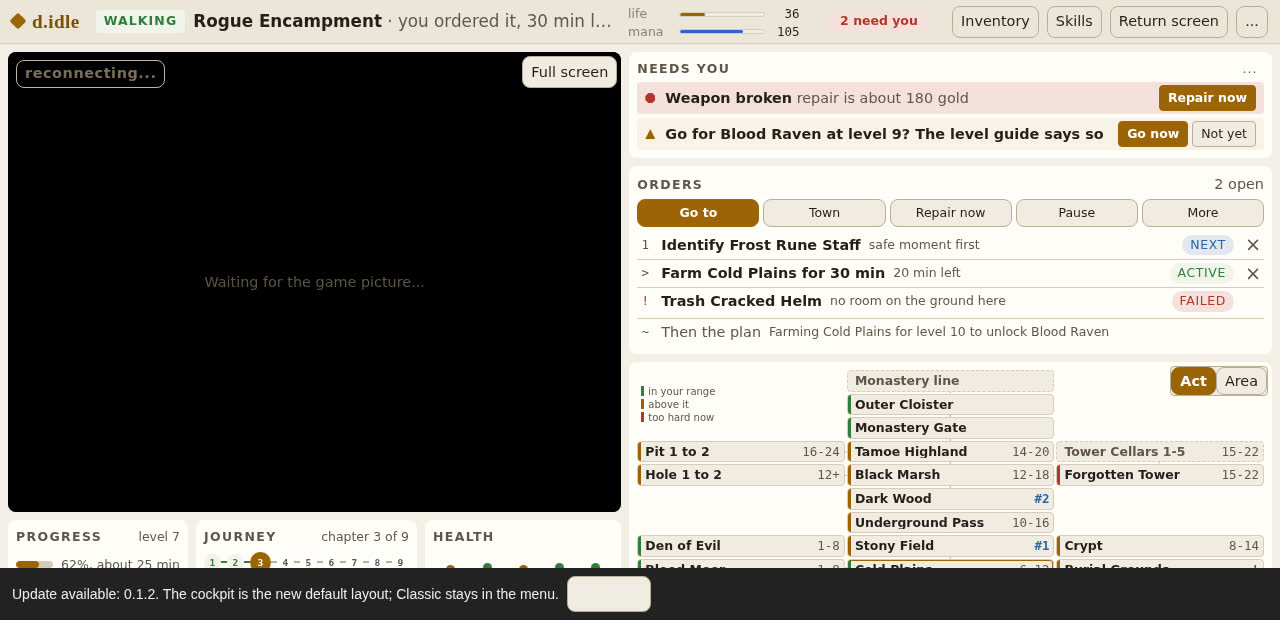 d.idle WALKING Rogue Encampment · you ordered it, 30 min l...
life 36
mana 105
2 need you
Inventory Skills Return screen ...
reconnecting...
Full screen
Waiting for the game picture...
NEEDS YOU ...
Weapon broken repair is about 180 gold Repair now
Go for Blood Raven at level 9? The level guide says so Go now Not yet
ORDERS 2 open
Go to Town Repair now Pause More
1 Identify Frost Rune Staff safe moment first NEXT ×
> Farm Cold Plains for 30 min 20 min left ACTIVE ×
! Trash Cracked Helm no room on the ground here FAILED
~ Then the plan Farming Cold Plains for level 10 to unlock Blood Raven
Act Area
in your range
above it
too hard now
Monastery line
Outer Cloister
Monastery Gate
Pit 1 to 2 16-24 Tamoe Highland 14-20 Tower Cellars 1-5 15-22
Hole 1 to 2 12+ Black Marsh 12-18 Forgotten Tower 15-22
Dark Wood #2
Underground Pass 10-16
Den of Evil 1-8 Stony Field #1 Crypt 8-14
PROGRESS level 7
62%, about 25 min
JOURNEY chapter 3 of 9
1 2 3 4 5 6 7 8 9
HEALTH
Update available: 0.1.2. The cockpit is the new default layout; Classic stays in the menu.